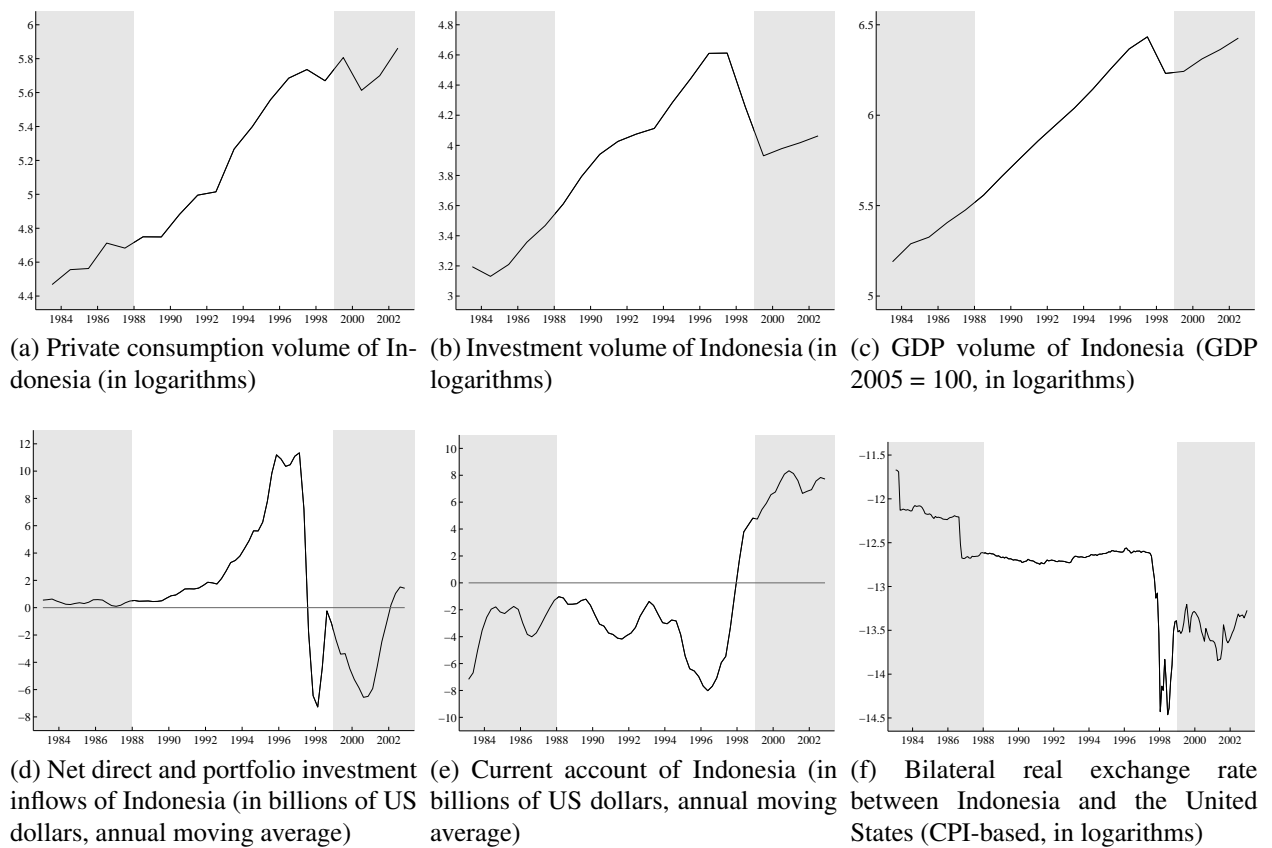 6
5.8
5.6
5.4
5.2
5
4.8
4.6
4.4
1984 1986 1988 1990 1992 1994 1996 1998 2000 2002
(a) Private consumption volume of In-
donesia (in logarithms)
4.8
4.6
4.4
4.2
4
3.8
3.6
3.4
3.2
3
1984 1986 1988 1990 1992 1994 1996 1998 2000 2002
(b) Investment volume of Indonesia (in
logarithms)
6.5
6
5.5
5
1984 1986 1988 1990 1992 1994 1996 1998 2000 2002
(c) GDP volume of Indonesia (GDP
2005 = 100, in logarithms)
12
10
8
6
4
2
0
−2
−4
−6
−8
1984 1986 1988 1990 1992 1994 1996 1998 2000 2002
(d) Net direct and portfolio investment
inflows of Indonesia (in billions of US
dollars, annual moving average)
10
8
6
4
2
0
−2
−4
−6
−8
−10
1984 1986 1988 1990 1992 1994 1996 1998 2000 2002
(e) Current account of Indonesia (in
billions of US dollars, annual moving
average)
−11.5
−12
−12.5
−13
−13.5
−14
−14.5
1984 1986 1988 1990 1992 1994 1996 1998 2000 2002
(f) Bilateral real exchange rate
between Indonesia and the United
States (CPI-based, in logarithms)